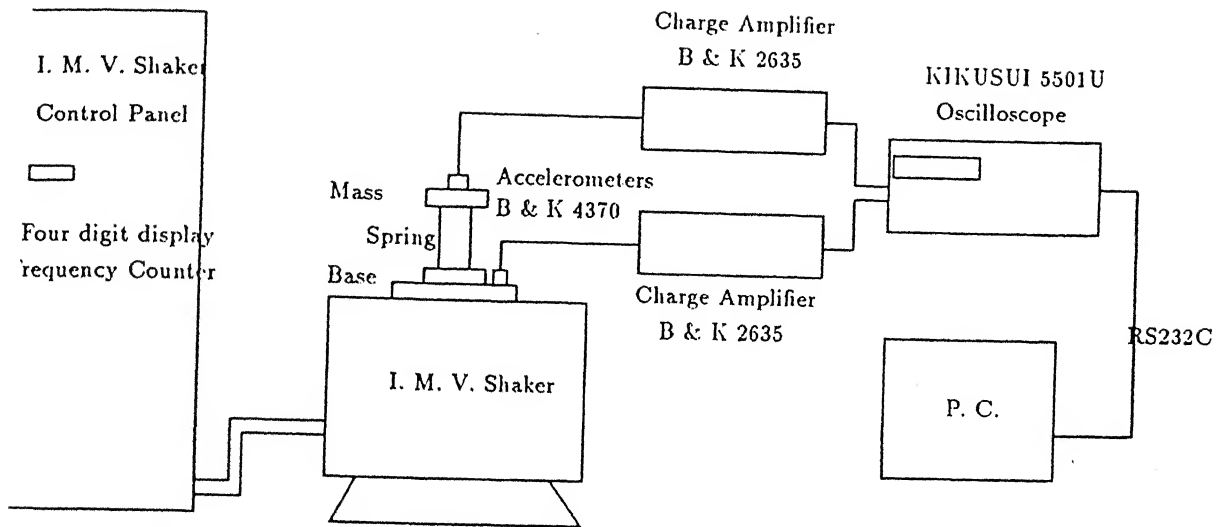 I. M. V. Shaker
Control Panel
Four digit display
requency Counter
Mass
Spring
Base
Accelerometers
B & K 4370
I. M. V. Shaker
Charge Amplifier
B & K 2635
Charge Amplifier
B & K 2635
KIKUSUI 5501U
Oscilloscope
RS232C
P. C.